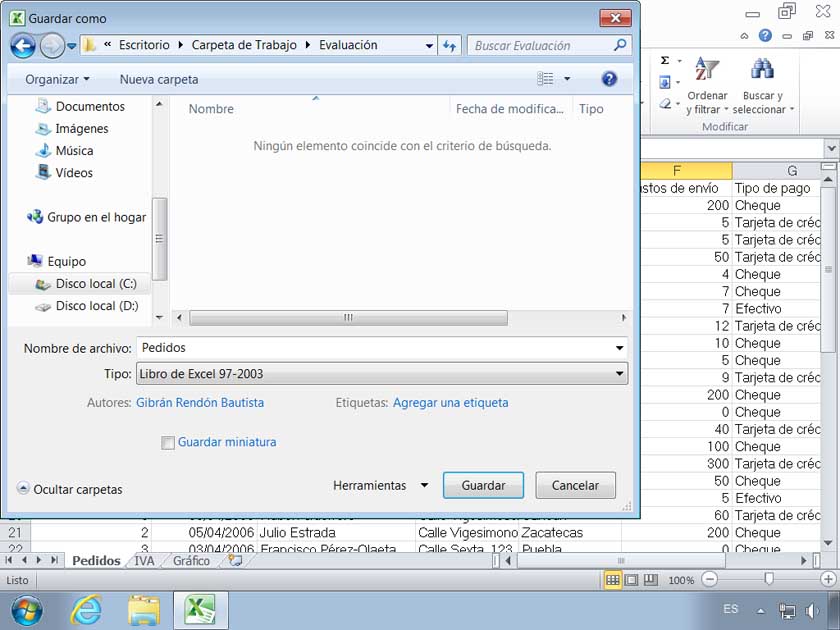 Guardar como
« Escritorio Carpeta de Trabajo Evaluación
Buscar Evaluación
Organizar Nueva carpeta
Documentos
Imágenes
Música
Vídeos
Grupo en el hogar
Equipo
Disco local (C:)
Disco local (D:)
Nombre Fecha de modifica... Tipo
Ningún elemento coincide con el criterio de búsqueda.
Nombre de archivo: Pedidos
Tipo: Libro de Excel 97-2003
Autores: Gibrán Rendón Bautista Etiquetas: Agregar una etiqueta
Guardar miniatura
Ocultar carpetas Herramientas Guardar Cancelar
Σ
Ordenar y filtrar
Buscar y seleccionar
Modificar
F G
stos de envío Tipo de pago
200 Cheque
5 Tarjeta de créc
5 Tarjeta de créc
50 Tarjeta de créc
4 Cheque
7 Cheque
7 Efectivo
12 Tarjeta de créc
10 Cheque
5 Cheque
9 Tarjeta de créc
200 Cheque
0 Cheque
40 Tarjeta de créc
100 Cheque
300 Tarjeta de créc
50 Cheque
5 Efectivo
60 Tarjeta de créc
21 2 05/04/2006 Julio Estrada Calle Vigesimono Zacatecas 200 Cheque
22 3 03/04/2006 Francisco Pérez-Olaeta Calle Sexta, 123 Puebla 0 Cheque
Pedidos IVA Gráfico
Listo 100%
ES